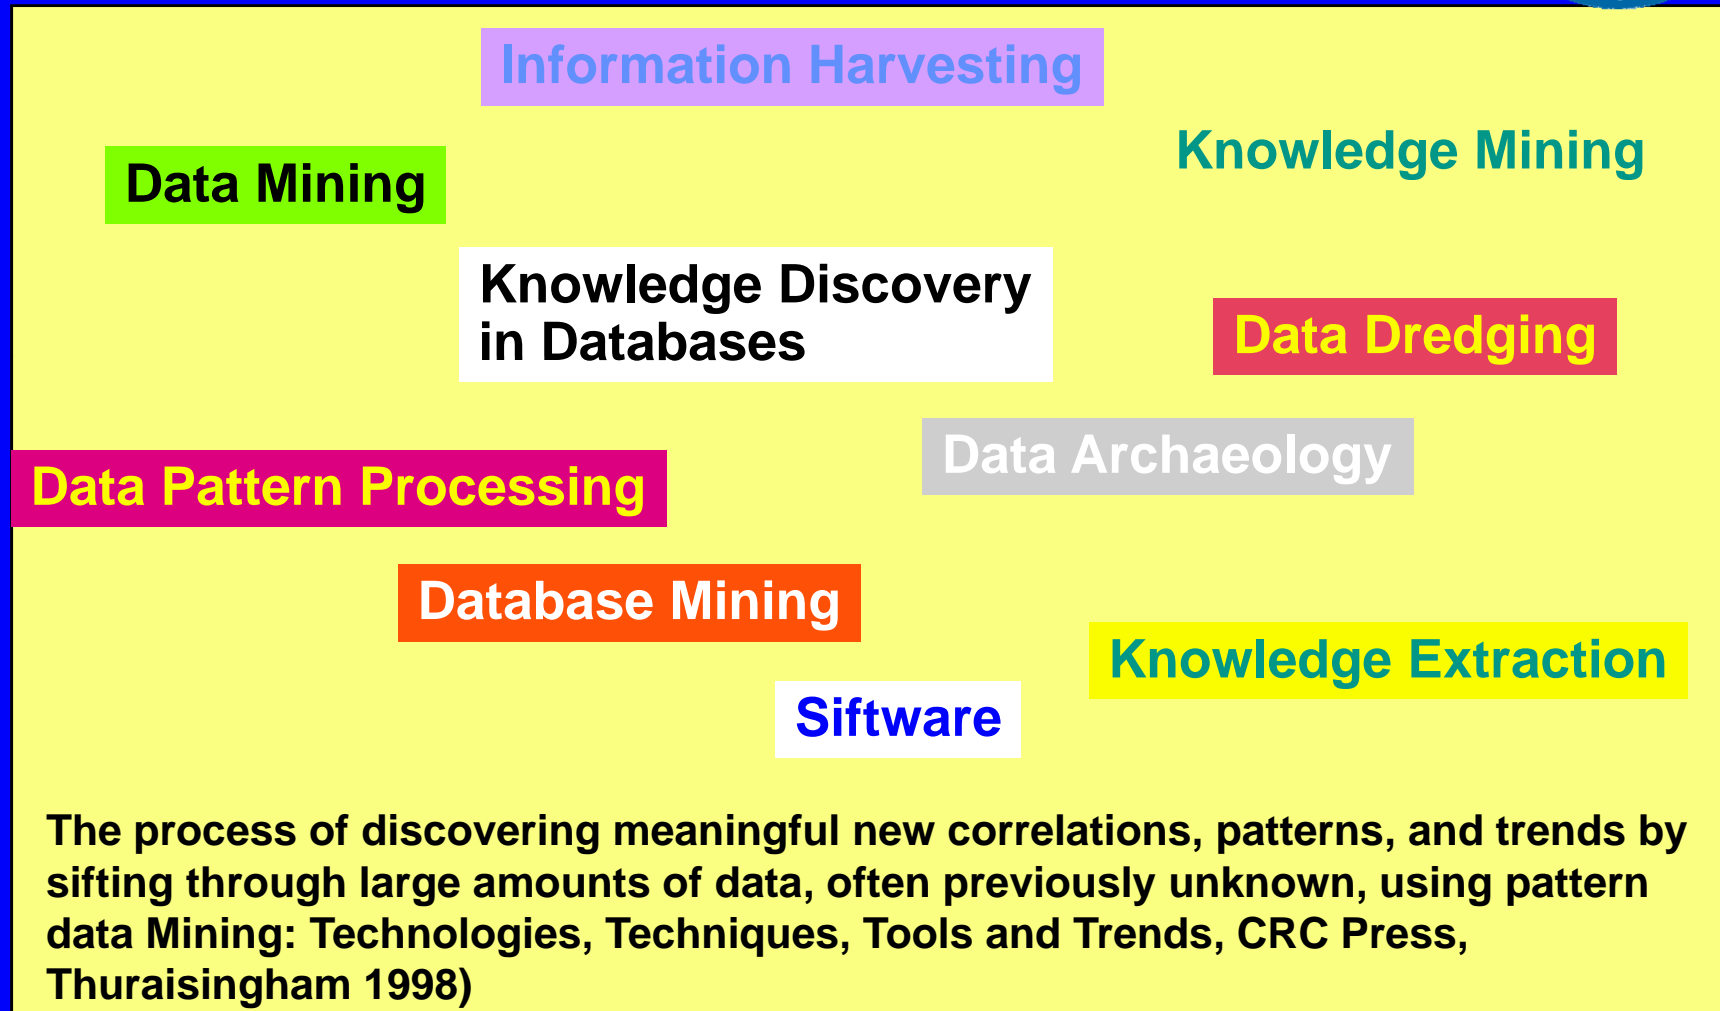 Information Harvesting
Knowledge Mining
Data Mining
Knowledge Discovery
in Databases
Data Dredging
Data Archaeology
Data Pattern Processing
Database Mining
Knowledge Extraction
Siftware
The process of discovering meaningful new correlations, patterns, and trends by
sifting through large amounts of data, often previously unknown, using pattern
data Mining: Technologies, Techniques, Tools and Trends, CRC Press,
Thuraisingham 1998)